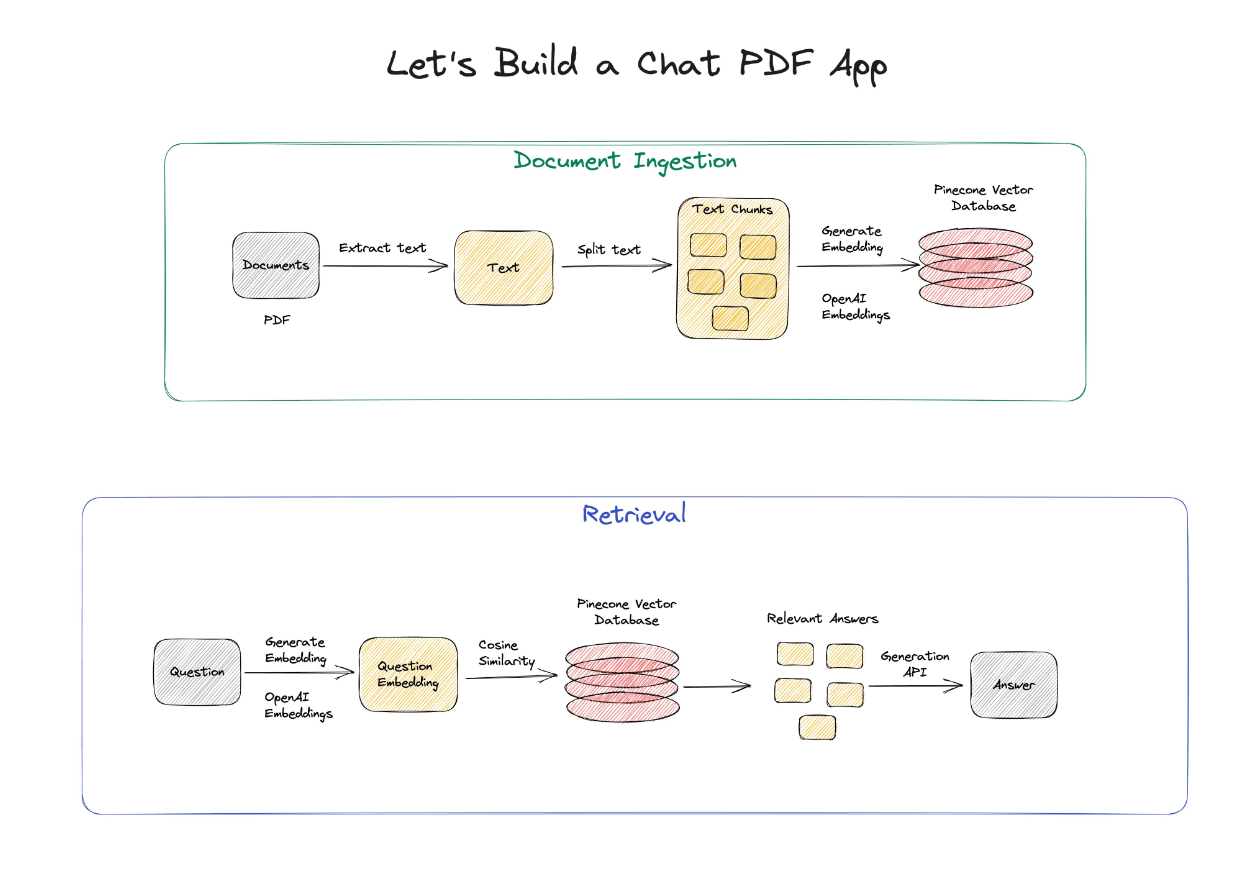 Let's Build a Chat PDF App
Document Ingestion
Documents
PDF
Extract text
Text
Split text
Text Chunks
Generate
Embedding
OpenAI
Embeddings
Pinecone Vector
Database
Retrieval
Question
Generate
Embedding
OpenAI
Embeddings
Question
Embedding
Cosine
Similarity
Pinecone Vector
Database
Relevant Answers
Generation
API
Answer